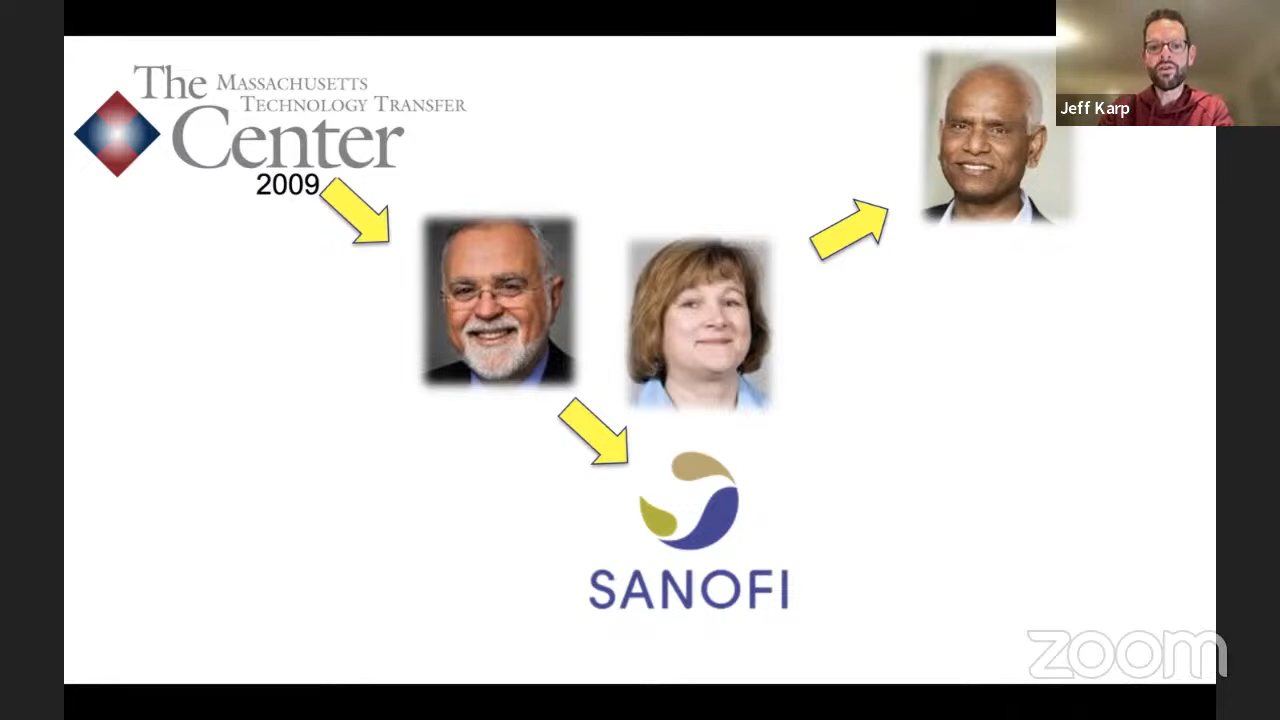 The MASSACHUSETTS
TECHNOLOGY TRANSFER
Center
2009
Jeff Karp
SANOFI
zoom